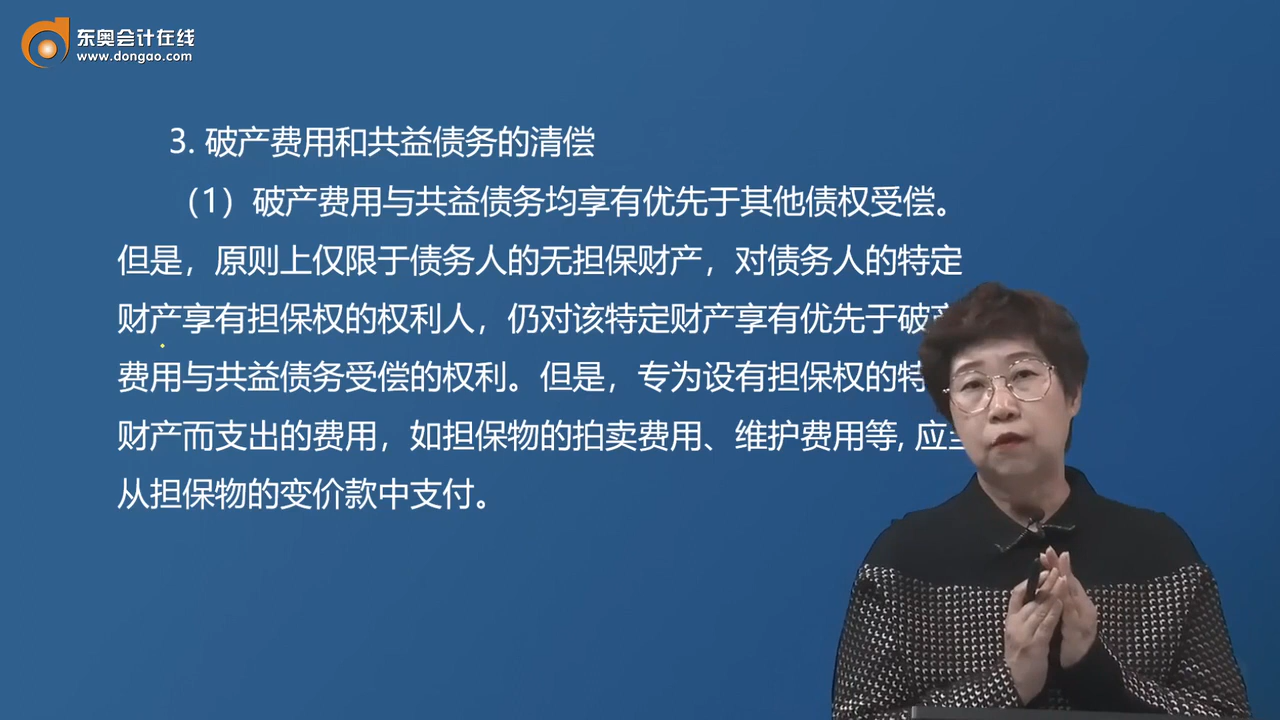 东奥会计在线
www.dongao.com
3. 破产费用和共益债务的清偿
（1）破产费用与共益债务均享有优先于其他债权受偿。
但是，原则上仅限于债务人的无担保财产，对债务人的特定
财产享有担保权的权利人，仍对该特定财产享有优先于破产
费用与共益债务受偿的权利。但是，专为设有担保权的特
财产而支出的费用，如担保物的拍卖费用、维护费用等, 应
从担保物的变价款中支付。